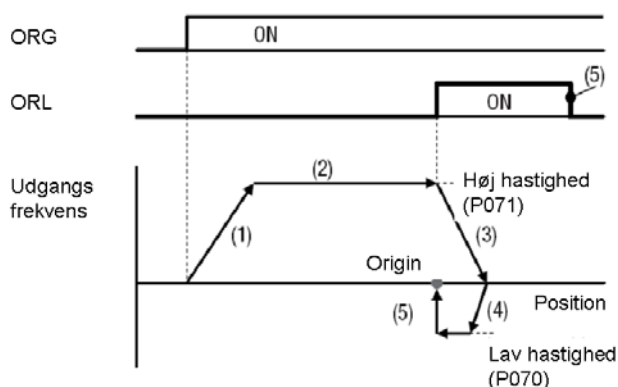 ORG
ON
ORL
ON
(5)
Udgangs
frekvens
(2)
Høj hastighed
(P071)
(1)
(3)
Origin
(5)
(4)
Position
Lav hastighed
(P070)